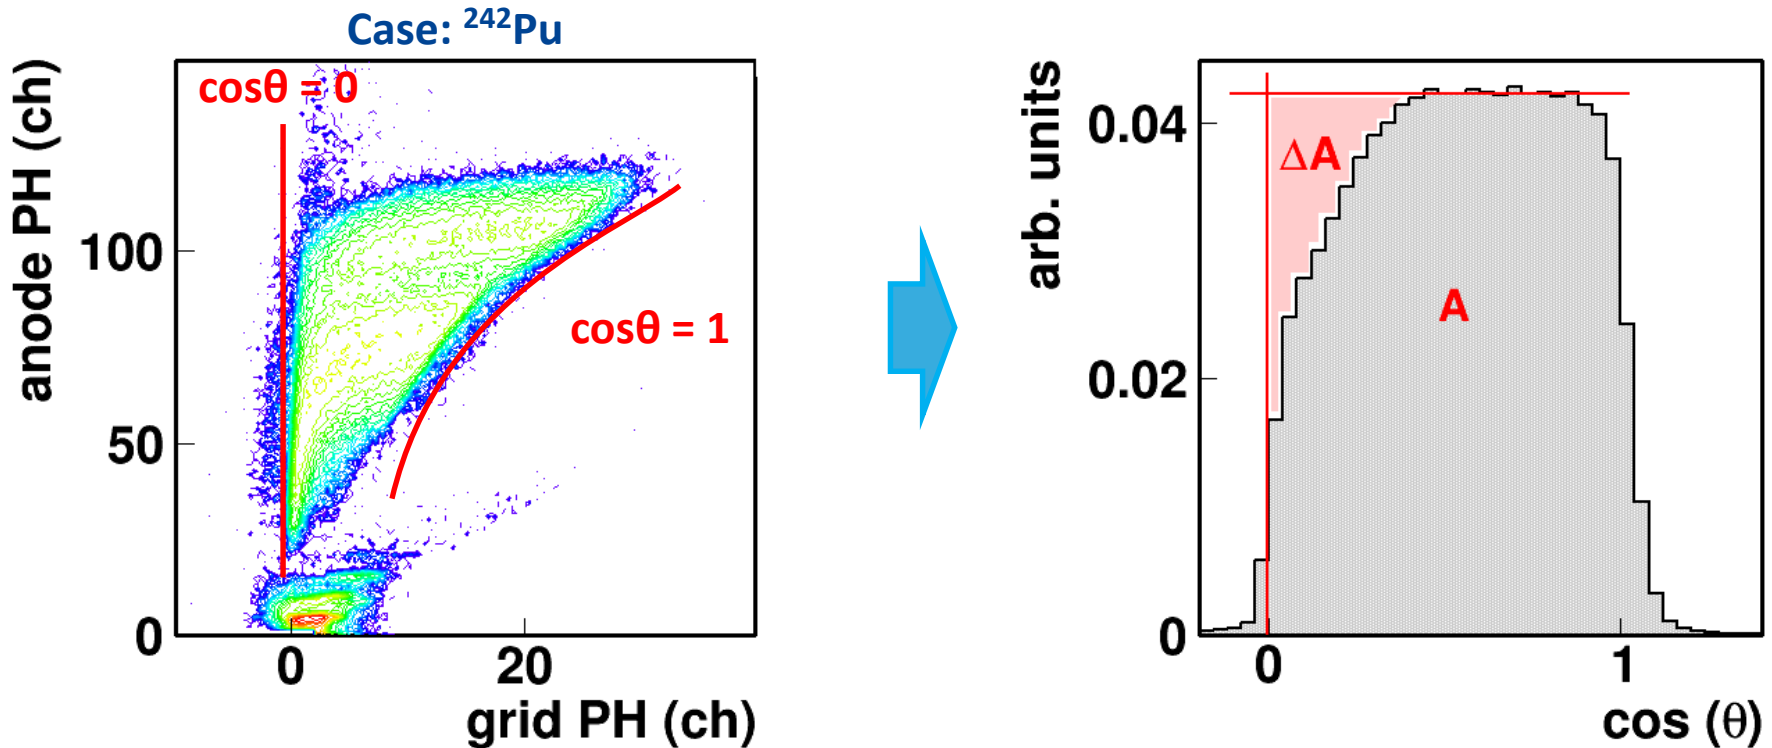 Case: ²⁴²Pu
cosθ = 0
anode PH (ch)
100
50
0
0
20
grid PH (ch)
cosθ = 1
arb. units
0.04
0.02
0
0
1
cos (θ)
ΔA
A